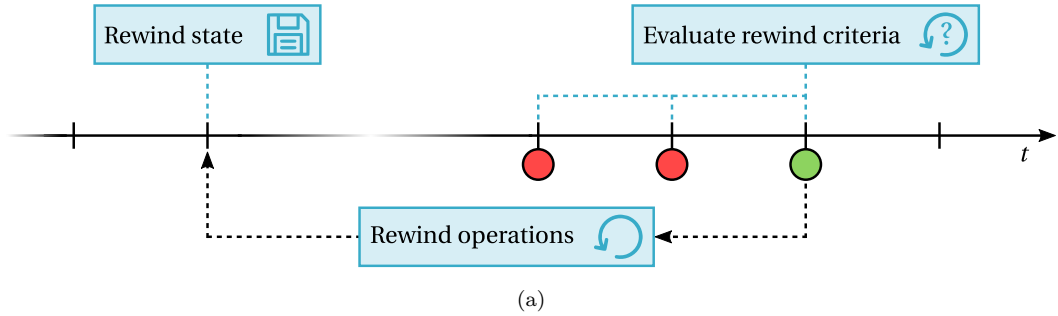 Rewind state
Evaluate rewind criteria
?
t
Rewind operations
(a)